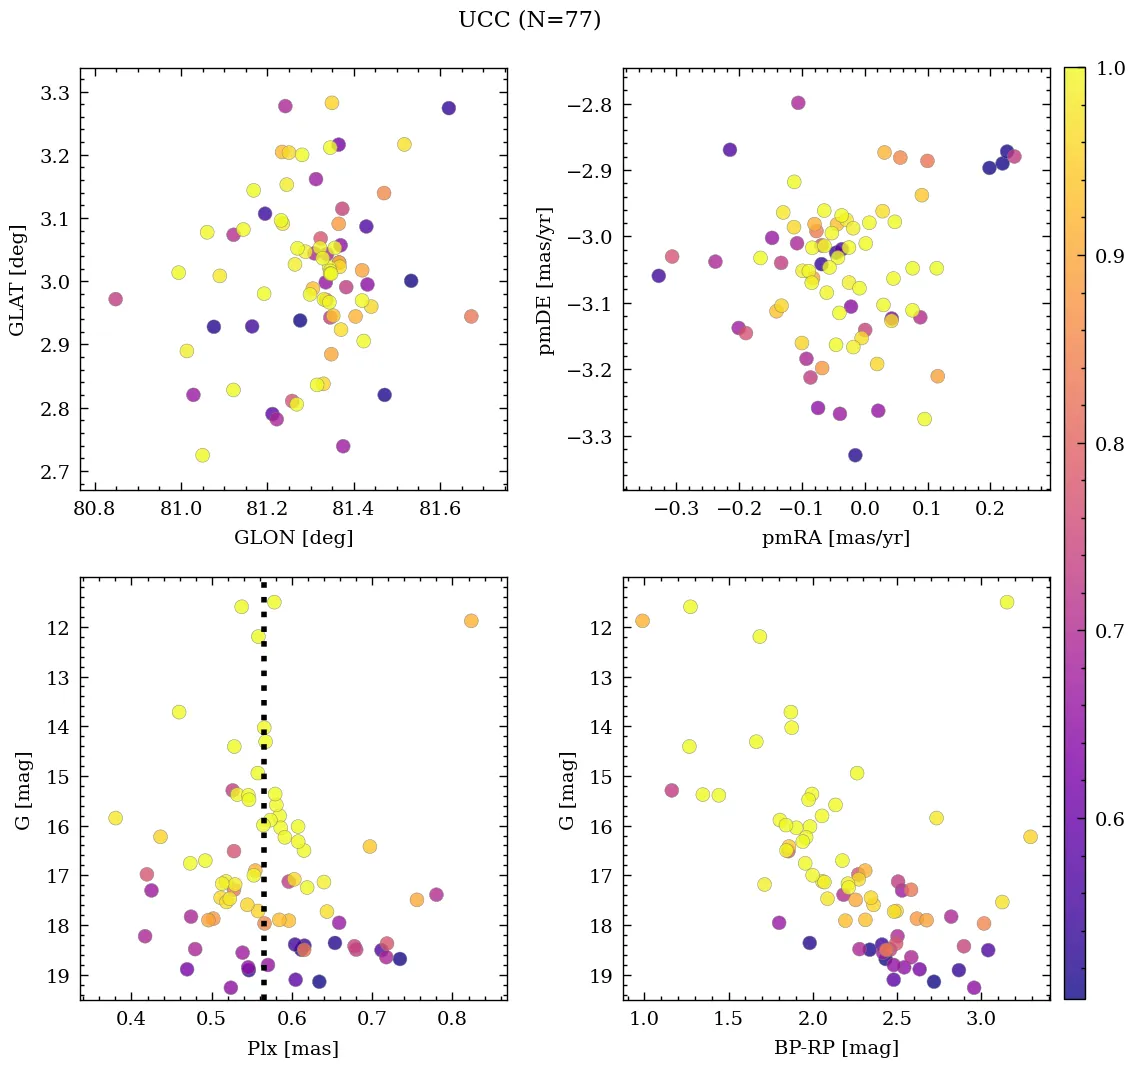 UCC (N=77)
3.3
3.2
3.1
3.0
2.9
2.8
2.7
GLAT [deg]
80.8 81.0 81.2 81.4 81.6
GLON [deg]
−2.8
−2.9
−3.0
−3.1
−3.2
−3.3
pmDE [mas/yr]
−0.3 −0.2 −0.1 0.0 0.1 0.2
pmRA [mas/yr]
12
13
14
15
16
17
18
19
G [mag]
0.4 0.5 0.6 0.7 0.8
Plx [mas]
12
13
14
15
16
17
18
19
G [mag]
1.0 1.5 2.0 2.5 3.0
BP-RP [mag]
1.0
0.9
0.8
0.7
0.6